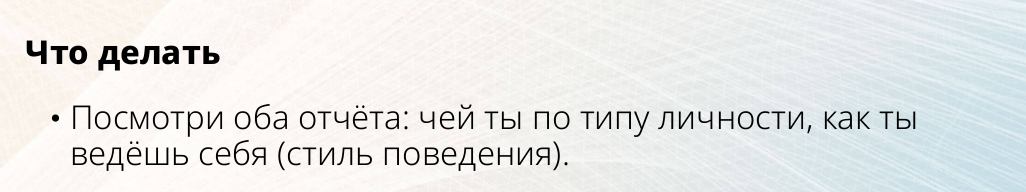 Что делать
• Посмотри оба отчёта: чей ты по типу личности, как ты
ведёшь себя (стиль поведения).